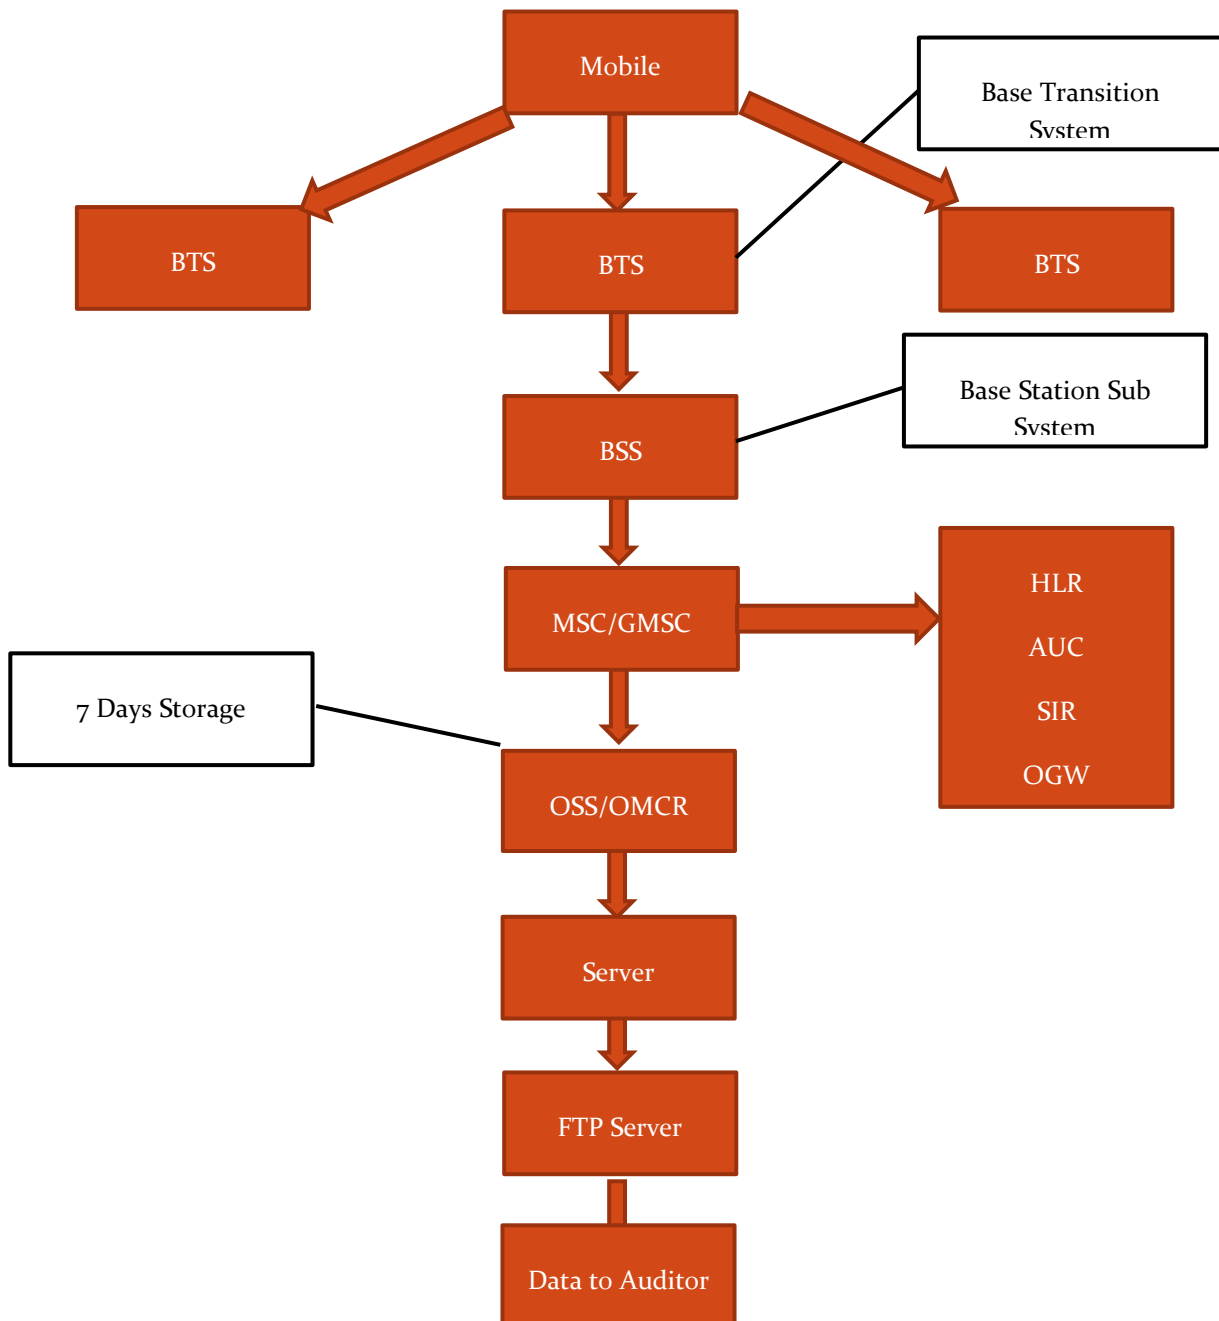 Mobile
Base Transition
System
BTS
BTS
BTS
Base Station Sub
System
BSS
HLR
MSC/GMSC
AUC
7 Days Storage
SIR
OGW
OSS/OMCR
Server
FTP Server
Data to Auditor